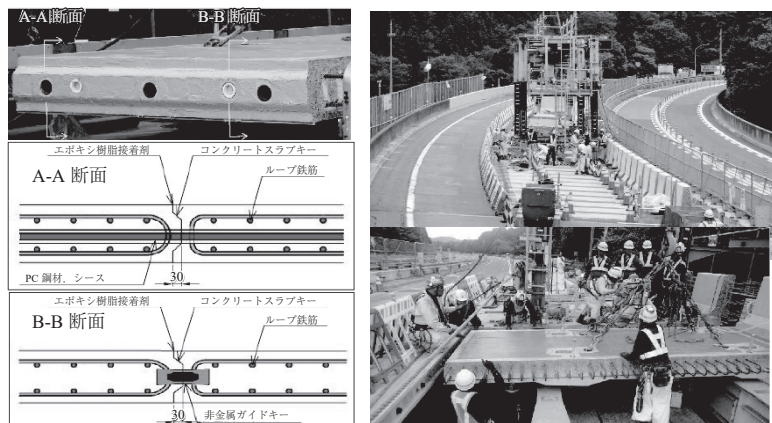 A-A 断面
B-B 断面
エポキシ樹脂接着剤
コンクリートスラブキー
A-A 断面
ループ鉄筋
PC 鋼材，シース
30
エポキシ樹脂接着剤
コンクリートスラブキー
B-B 断面
ループ鉄筋
30
非金属ガイドキー